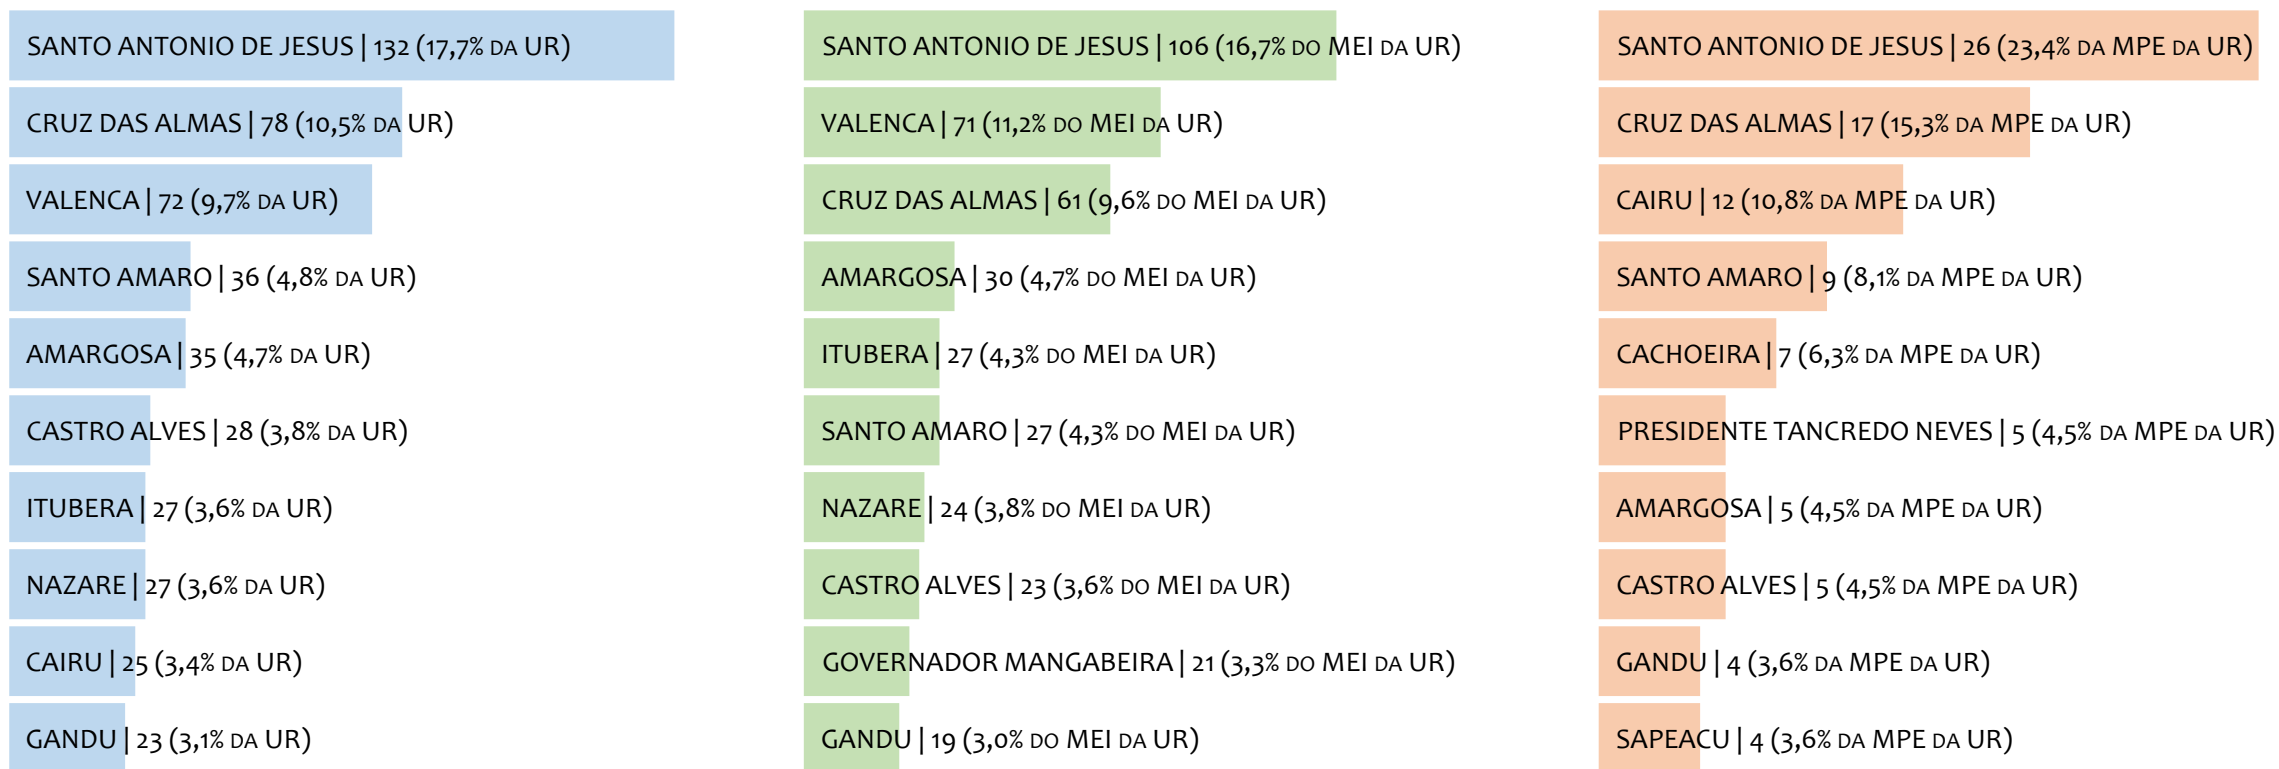 SANTO ANTONIO DE JESUS | 132 (17,7% DA UR)
CRUZ DAS ALMAS | 78 (10,5% DA UR)
VALENCA | 72 (9,7% DA UR)
SANTO AMARO | 36 (4,8% DA UR)
AMARGOSA | 35 (4,7% DA UR)
CASTRO ALVES | 28 (3,8% DA UR)
ITUBERA | 27 (3,6% DA UR)
NAZARE | 27 (3,6% DA UR)
CAIRU | 25 (3,4% DA UR)
GANDU | 23 (3,1% DA UR)
SANTO ANTONIO DE JESUS | 106 (16,7% DO MEI DA UR)
VALENCA | 71 (11,2% DO MEI DA UR)
CRUZ DAS ALMAS | 61 (9,6% DO MEI DA UR)
AMARGOSA | 30 (4,7% DO MEI DA UR)
ITUBERA | 27 (4,3% DO MEI DA UR)
SANTO AMARO | 27 (4,3% DO MEI DA UR)
NAZARE | 24 (3,8% DO MEI DA UR)
CASTRO ALVES | 23 (3,6% DO MEI DA UR)
GOVERNADOR MANGABEIRA | 21 (3,3% DO MEI DA UR)
GANDU | 19 (3,0% DO MEI DA UR)
SANTO ANTONIO DE JESUS | 26 (23,4% DA MPE DA UR)
CRUZ DAS ALMAS | 17 (15,3% DA MPE DA UR)
CAIRU | 12 (10,8% DA MPE DA UR)
SANTO AMARO | 9 (8,1% DA MPE DA UR)
CACHOEIRA | 7 (6,3% DA MPE DA UR)
PRESIDENTE TANCREDO NEVES | 5 (4,5% DA MPE DA UR)
AMARGOSA | 5 (4,5% DA MPE DA UR)
CASTRO ALVES | 5 (4,5% DA MPE DA UR)
GANDU | 4 (3,6% DA MPE DA UR)
SAPEACU | 4 (3,6% DA MPE DA UR)